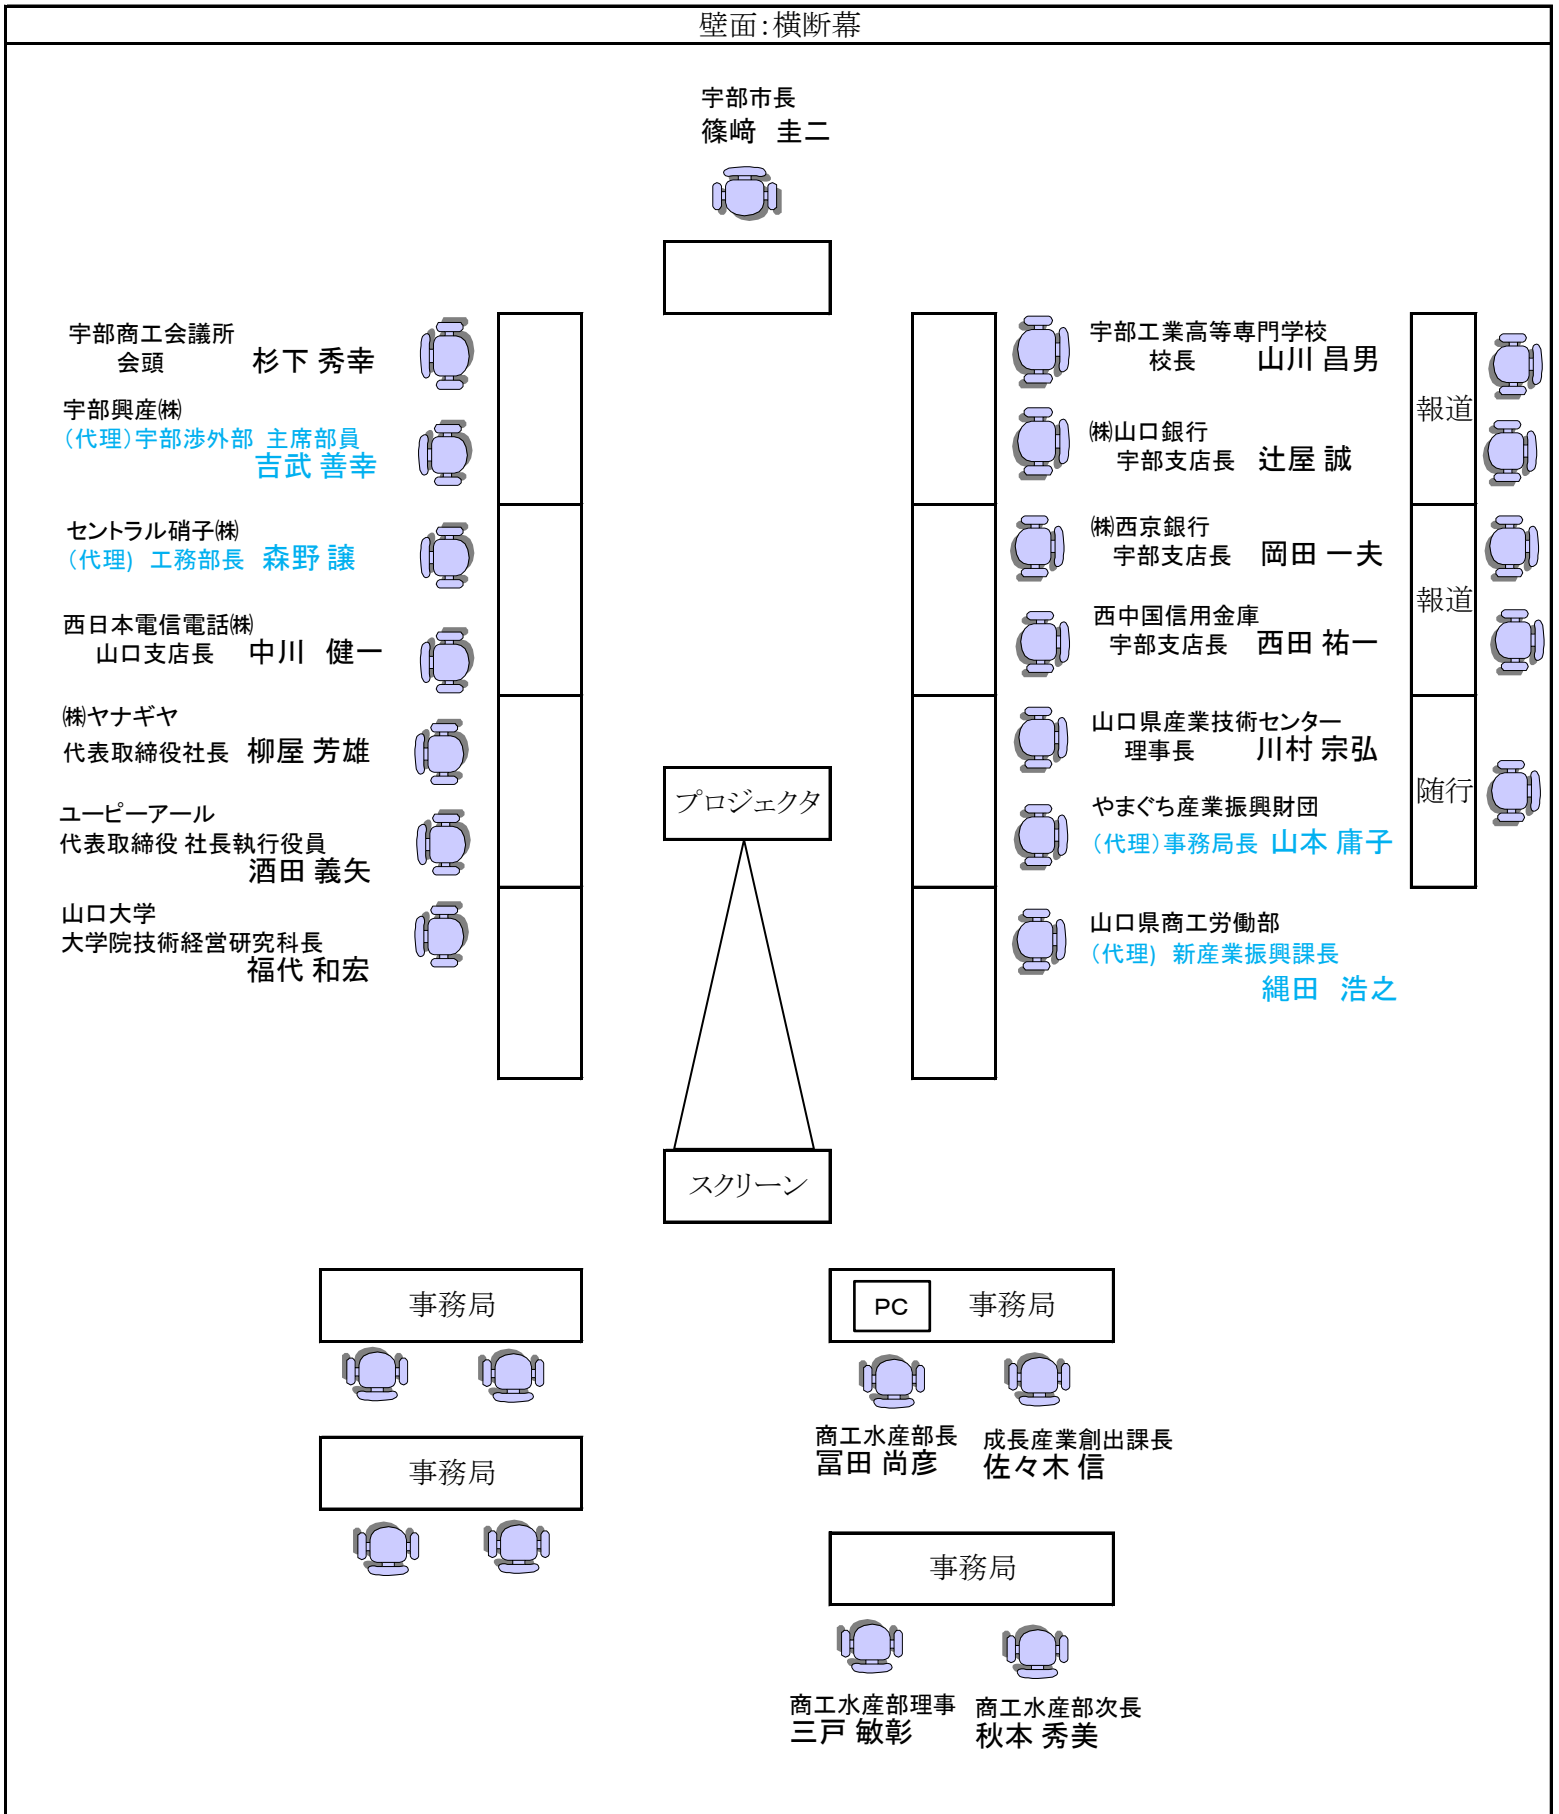 壁面：横断幕
宇部市長
篠﨑　圭二
宇部商工会議所
会頭　杉下 秀幸
宇部興産㈱
（代理）宇部渉外部 主席部員
吉武 善幸
セントラル硝子㈱
（代理） 工務部長 森野 譲
西日本電信電話㈱
山口支店長 中川　健一
㈱ヤナギヤ
代表取締役社長 柳屋 芳雄
ユーピーアール
代表取締役 社長執行役員
酒田 義矢
山口大学
大学院技術経営研究科長
福代 和宏
プロジェクタ
スクリーン
宇部工業高等専門学校
校長　山川 昌男
㈱山口銀行
宇部支店長 辻屋 誠
㈱西京銀行
宇部支店長 岡田 一夫
西中国信用金庫
宇部支店長 西田 祐一
山口県産業技術センター
理事長　川村 宗弘
やまぐち産業振興財団
（代理）事務局長 山本 庸子
山口県商工労働部
（代理） 新産業振興課長
縄田　浩之
報道
報道
随行
事務局
事務局
PC　事務局
商工水産部長
冨田 尚彦
成長産業創出課長
佐々木 信
事務局
商工水産部理事
三戸 敏彰
商工水産部次長
秋本 秀美